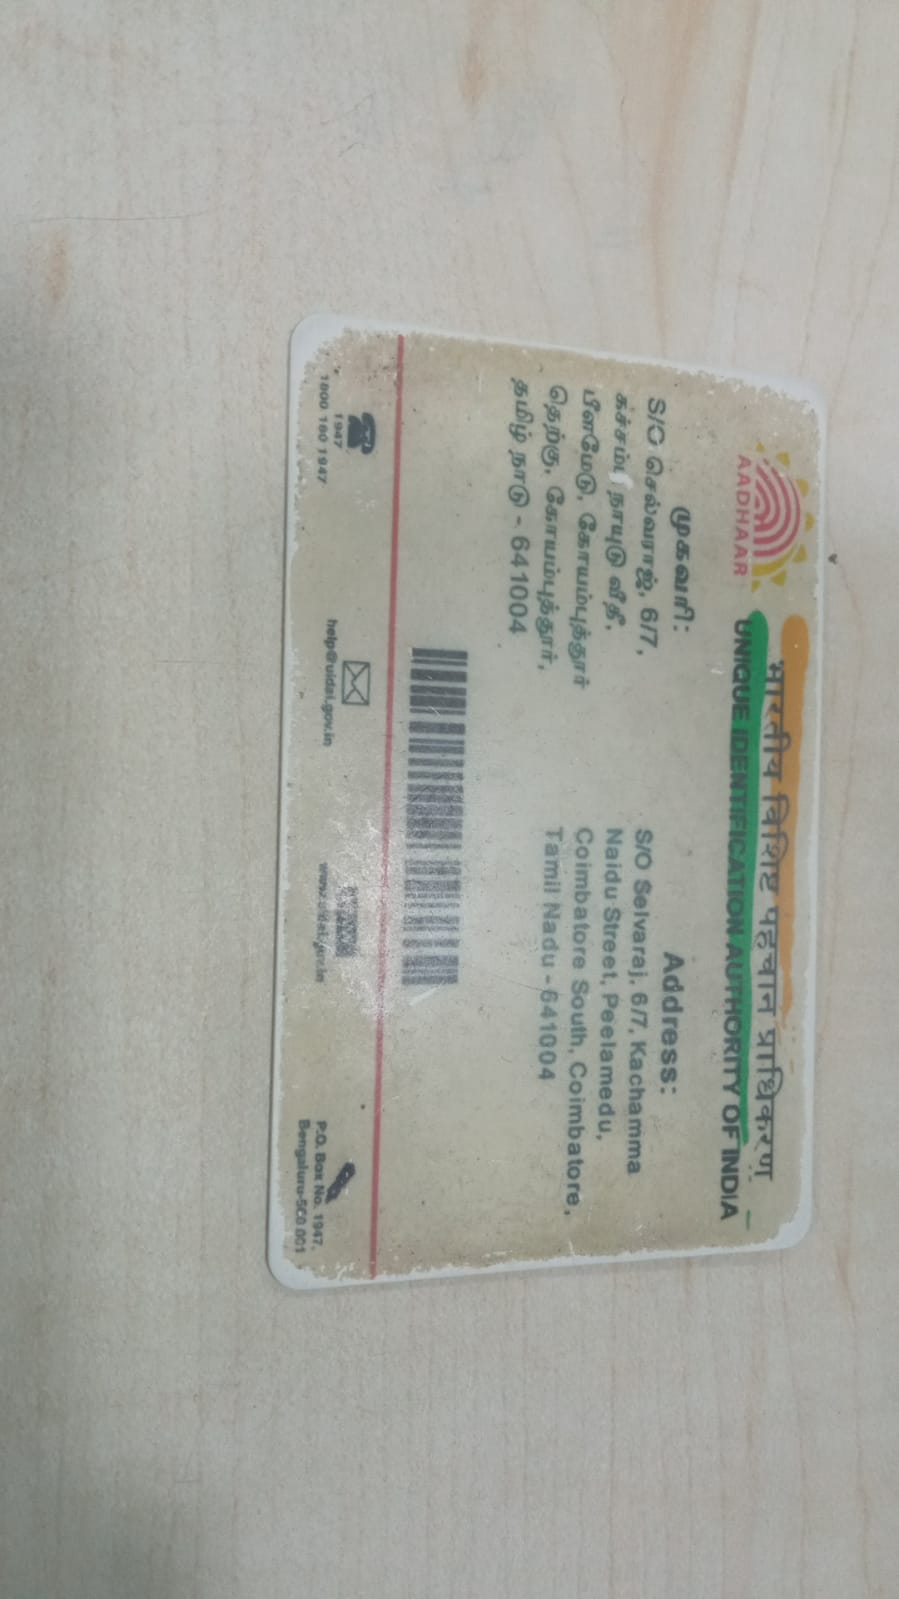 भारतीय विशिष्ट पहचान प्राधिकरण
UNIQUE IDENTIFICATION AUTHORITY OF INDIA
AADHAAR
முகவரி:
S/O செல்வராஜ், 6/7,
கச்சம்ம நாயுடு வீதி,
பீளமேடு, கோயம்புத்தூர்
தெற்கு, கோயம்புத்தூர்,
தமிழ் நாடு - 641004
Address:
S/O Selvaraj, 6/7, Kachamma
Naidu Street, Peelamedu,
Coimbatore South, Coimbatore,
Tamil Nadu - 641004
1947
1800 180 1947
help@uidai.gov.in
www.uidai.gov.in
P.O. Box No. 1947,
Bengaluru-560 001